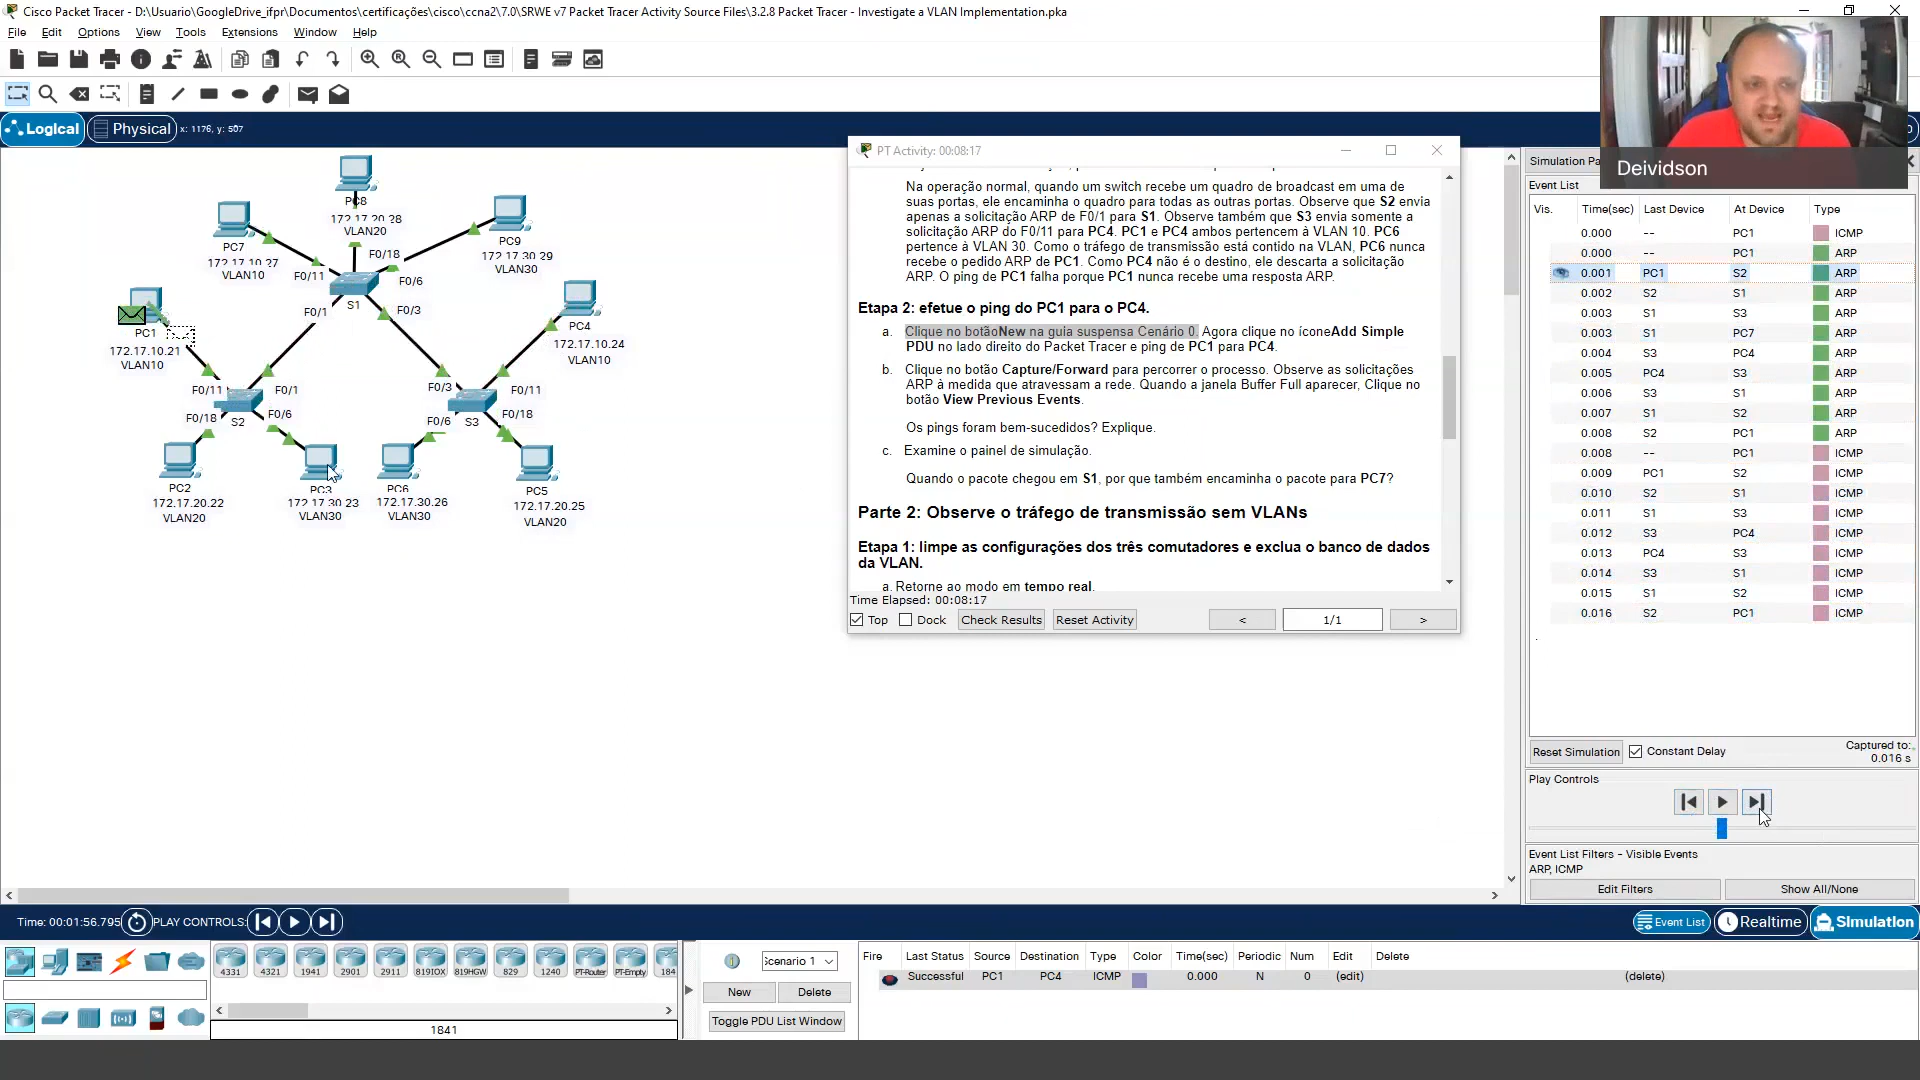 Cisco Packet Tracer - D:\Usuario\GoogleDrive_ifpr\Documentos\certificações\cisco\ccna2\7.0\SRWE v7 Packet Tracer Activity Source Files\3.2.8 Packet Tracer - Investigate a VLAN Implementation.pka
File Edit Options View Tools Extensions Window Help
Logical Physical x: 1176, y: 507
Deividson
PC8
172.17.20.28
VLAN20
PC7
172.17.10.27
VLAN10
PC9
172.17.30.29
VLAN30
F0/11
F0/18
F0/6
S1
F0/1
F0/3
PC1
172.17.10.21
VLAN10
PC4
172.17.10.24
VLAN10
F0/11
F0/1
F0/18
F0/6
S2
F0/3
F0/11
F0/6
F0/18
S3
PC2
172.17.20.22
VLAN20
PC3
172.17.30.23
VLAN30
PC6
172.17.30.26
VLAN30
PC5
172.17.20.25
VLAN20
PT Activity: 00:08:17
Na operação normal, quando um switch recebe um quadro de broadcast em uma de
suas portas, ele encaminha o quadro para todas as outras portas. Observe que S2 envia
apenas a solicitação ARP de F0/1 para S1. Observe também que S3 envia somente a
solicitação ARP do F0/11 para PC4. PC1 e PC4 ambos pertencem à VLAN 10. PC6
pertence à VLAN 30. Como o tráfego de transmissão está contido na VLAN, PC6 nunca
recebe o pedido ARP de PC1. Como PC4 não é o destino, ele descarta a solicitação
ARP. O ping de PC1 falha porque PC1 nunca recebe uma resposta ARP.
Etapa 2: efetue o ping do PC1 para o PC4.
a. Clique no botãoNew na guia suspensa Cenário 0. Agora clique no íconeAdd Simple
PDU no lado direito do Packet Tracer e ping de PC1 para PC4.
b. Clique no botão Capture/Forward para percorrer o processo. Observe as solicitações
ARP à medida que atravessam a rede. Quando a janela Buffer Full aparecer, Clique no
botão View Previous Events.
Os pings foram bem-sucedidos? Explique.
c. Examine o painel de simulação.
Quando o pacote chegou em S1, por que também encaminha o pacote para PC7?
Parte 2: Observe o tráfego de transmissão sem VLANs
Etapa 1: limpe as configurações dos três comutadores e exclua o banco de dados
da VLAN.
a. Retorne ao modo em tempo real.
Time Elapsed: 00:08:17
Top Dock Check Results Reset Activity < 1/1 >
Simulation Pa
Event List
Vis. Time(sec) Last Device At Device Type
0.000 -- PC1 ICMP
0.000 -- PC1 ARP
0.001 PC1 S2 ARP
0.002 S2 S1 ARP
0.003 S1 S3 ARP
0.003 S1 PC7 ARP
0.004 S3 PC4 ARP
0.005 PC4 S3 ARP
0.006 S3 S1 ARP
0.007 S1 S2 ARP
0.008 S2 PC1 ARP
0.008 -- PC1 ICMP
0.009 PC1 S2 ICMP
0.010 S2 S1 ICMP
0.011 S1 S3 ICMP
0.012 S3 PC4 ICMP
0.013 PC4 S3 ICMP
0.014 S3 S1 ICMP
0.015 S1 S2 ICMP
0.016 S2 PC1 ICMP
Reset Simulation Constant Delay Captured to:
0.016 s
Play Controls
Event List Filters - Visible Events
ARP, ICMP
Edit Filters Show All/None
Time: 00:01:56.795 PLAY CONTROLS:
Event List Realtime Simulation
4331 4321 1941 2901 2911 819IOX 819HGW 829 1240 PT-Router PT-Empty 184
1841
Scenario 1
New Delete
Toggle PDU List Window
Fire Last Status Source Destination Type Color Time(sec) Periodic Num Edit Delete
Successful PC1 PC4 ICMP 0.000 N 0 (edit) (delete)